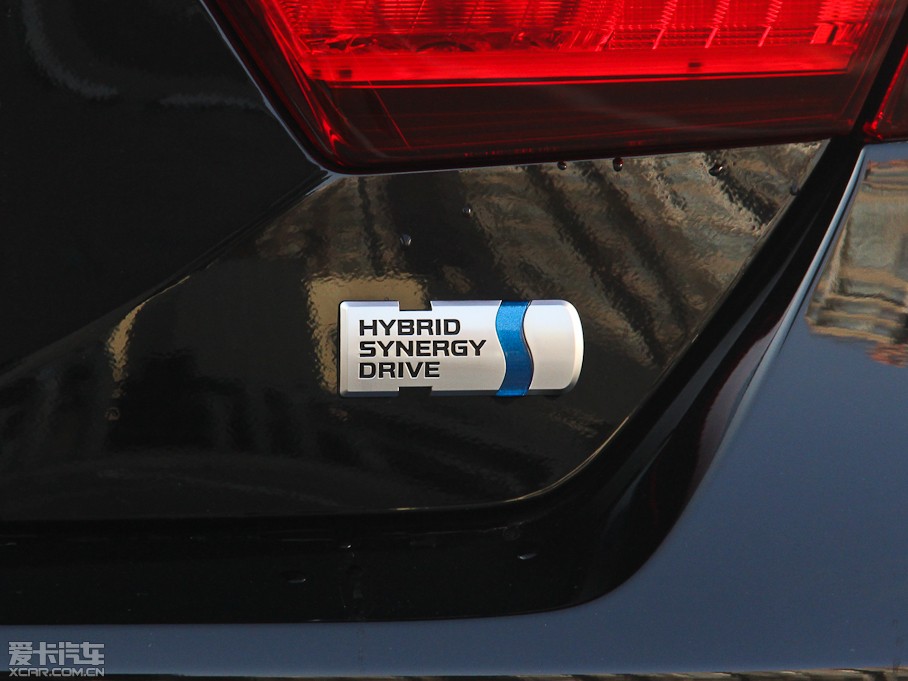 HYBRID
SYNERGY
DRIVE
爱卡汽车
XCAR.COM.CN